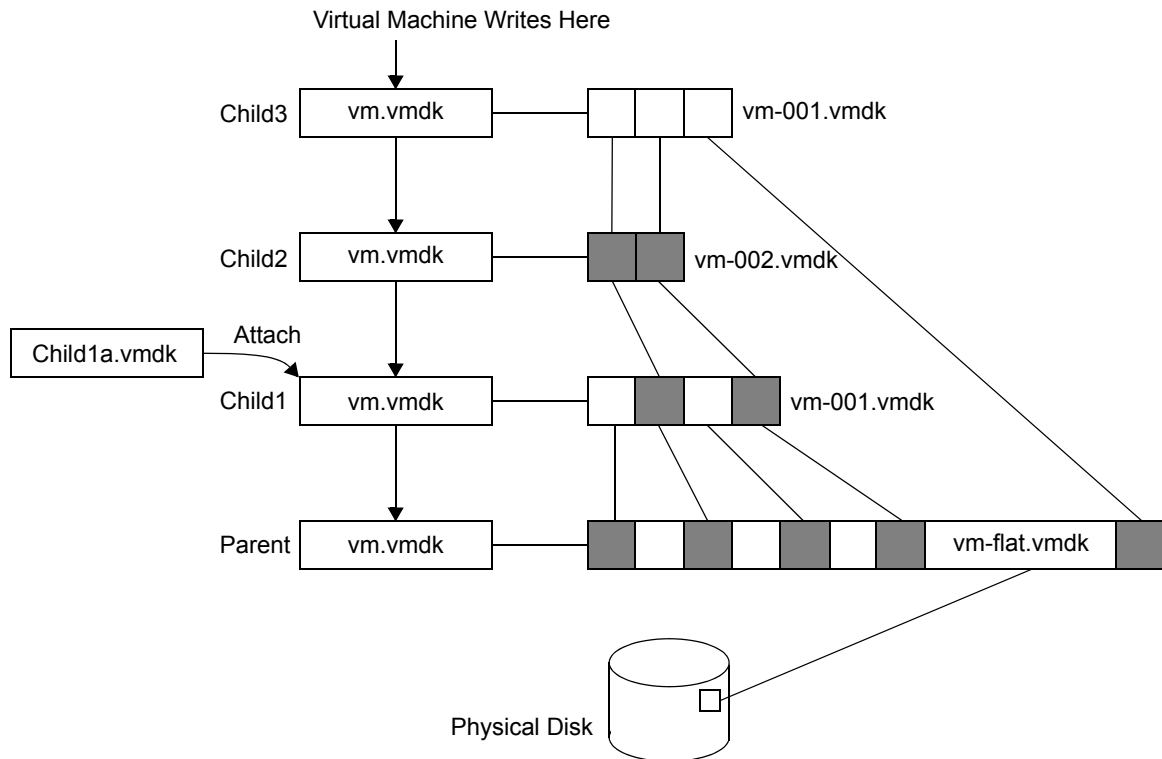 Virtual Machine Writes Here
Child3 vm.vmdk vm-001.vmdk
Child2 vm.vmdk vm-002.vmdk
Attach
Child1a.vmdk
Child1 vm.vmdk vm-001.vmdk
Parent vm.vmdk vm-flat.vmdk
Physical Disk